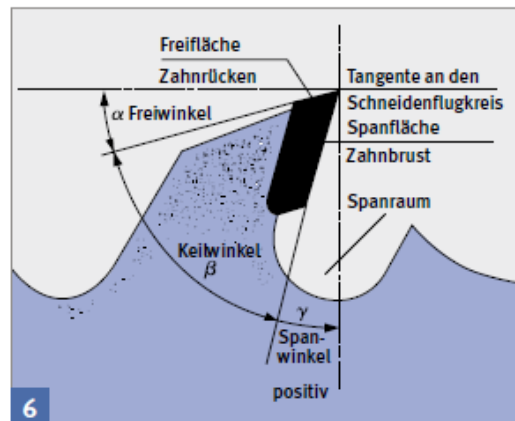 Freifläche
Zahnrücken
Tangente an den
Schneidenflugkreis
α Freiwinkel
Spanfläche
Zahnbrust
Spanraum
Keilwinkel
β
γ
Span-
winkel
positiv
6